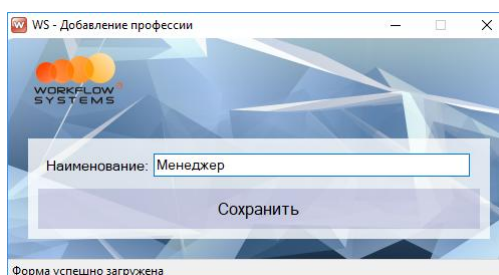 WS - Добавление профессии
WORKFLOW
SYSTEMS
Наименование: Менеджер
Сохранить
Форма успешно загружена